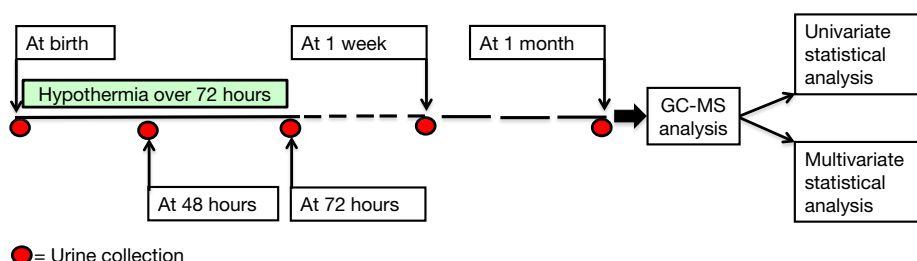 At birth
At 1 week
At 1 month
Univariate
statistical
analysis
Hypothermia over 72 hours
GC-MS
analysis
At 48 hours
At 72 hours
Multivariate
statistical
analysis
= Urine collection